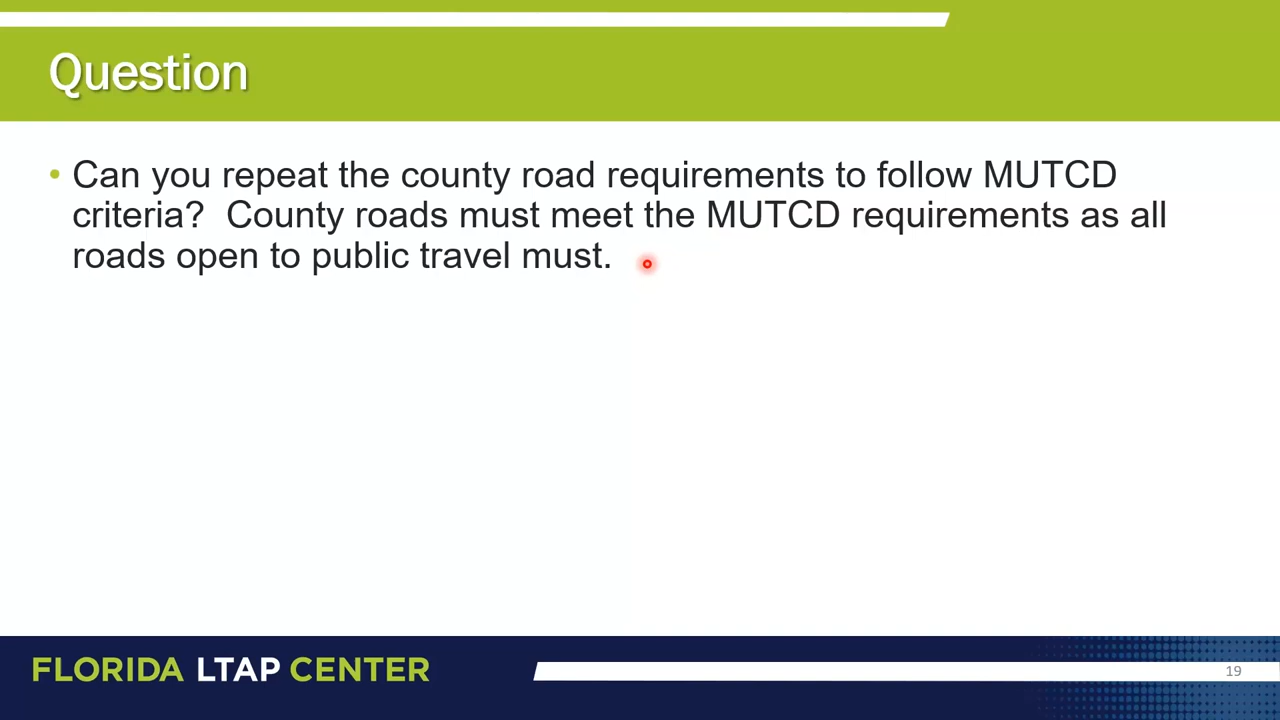 Question
• Can you repeat the county road requirements to follow MUTCD
criteria?  County roads must meet the MUTCD requirements as all
roads open to public travel must.
FLORIDA LTAP CENTER
19